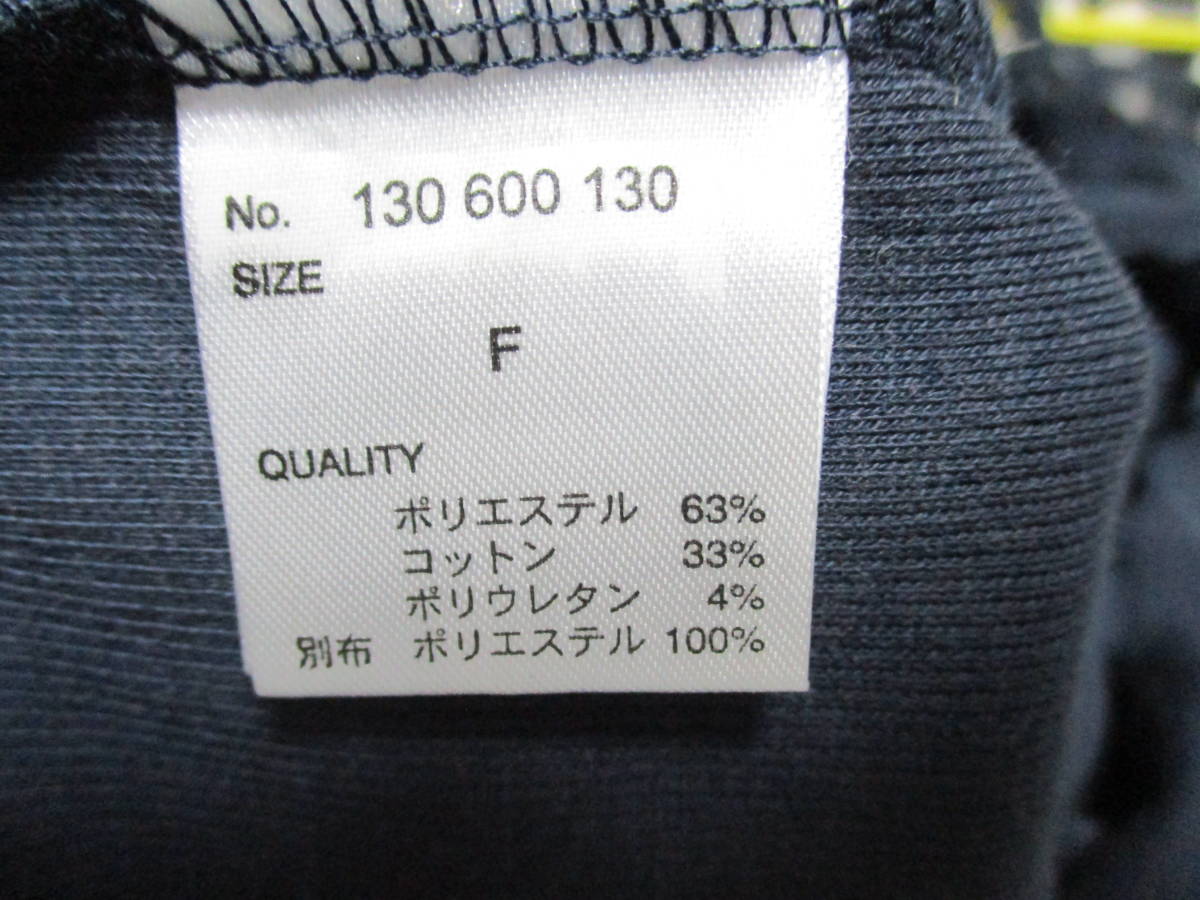 No. 130 600 130
SIZE
F
QUALITY
ポリエステル 63%
コットン 33%
ポリウレタン 4%
別布 ポリエステル 100%